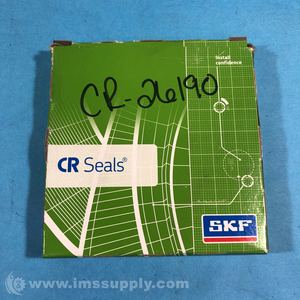 Install
confidence
CR-26190
CR Seals®
SKF
© www.imssupply.com